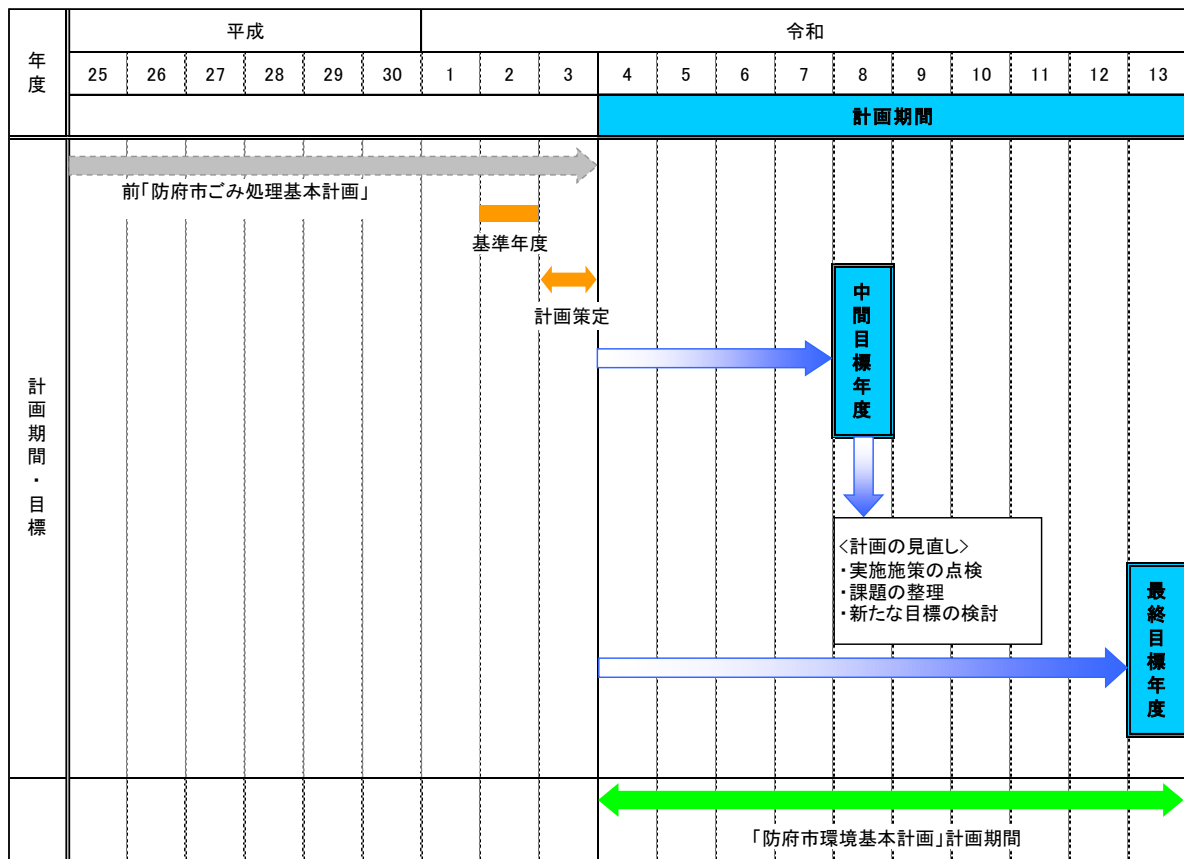 年度
平成
令和
25 26 27 28 29 30 1 2 3 4 5 6 7 8 9 10 11 12 13
計画期間
計画期間・目標
前「防府市ごみ処理基本計画」
基準年度
計画策定
中間目標年度
<計画の見直し>
・実施施策の点検
・課題の整理
・新たな目標の検討
最終目標年度
「防府市環境基本計画」計画期間